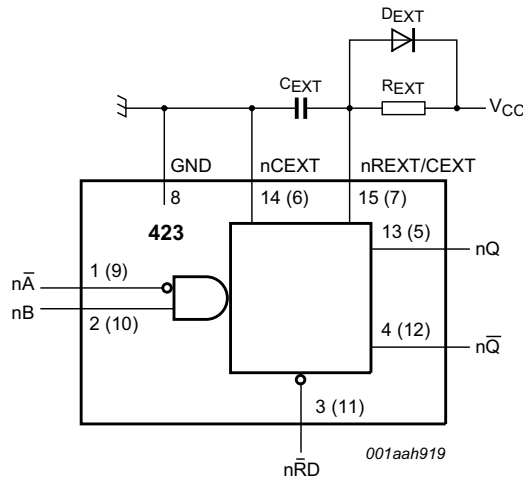 DEXT
CEXT
REXT
VCC
GND
nCEXT
nREXT/CEXT
8
14 (6)
15 (7)
423
13 (5)
nQ
nA̅
1 (9)
nB
2 (10)
4 (12)
nQ̅
3 (11)
nR̅D
001aah919